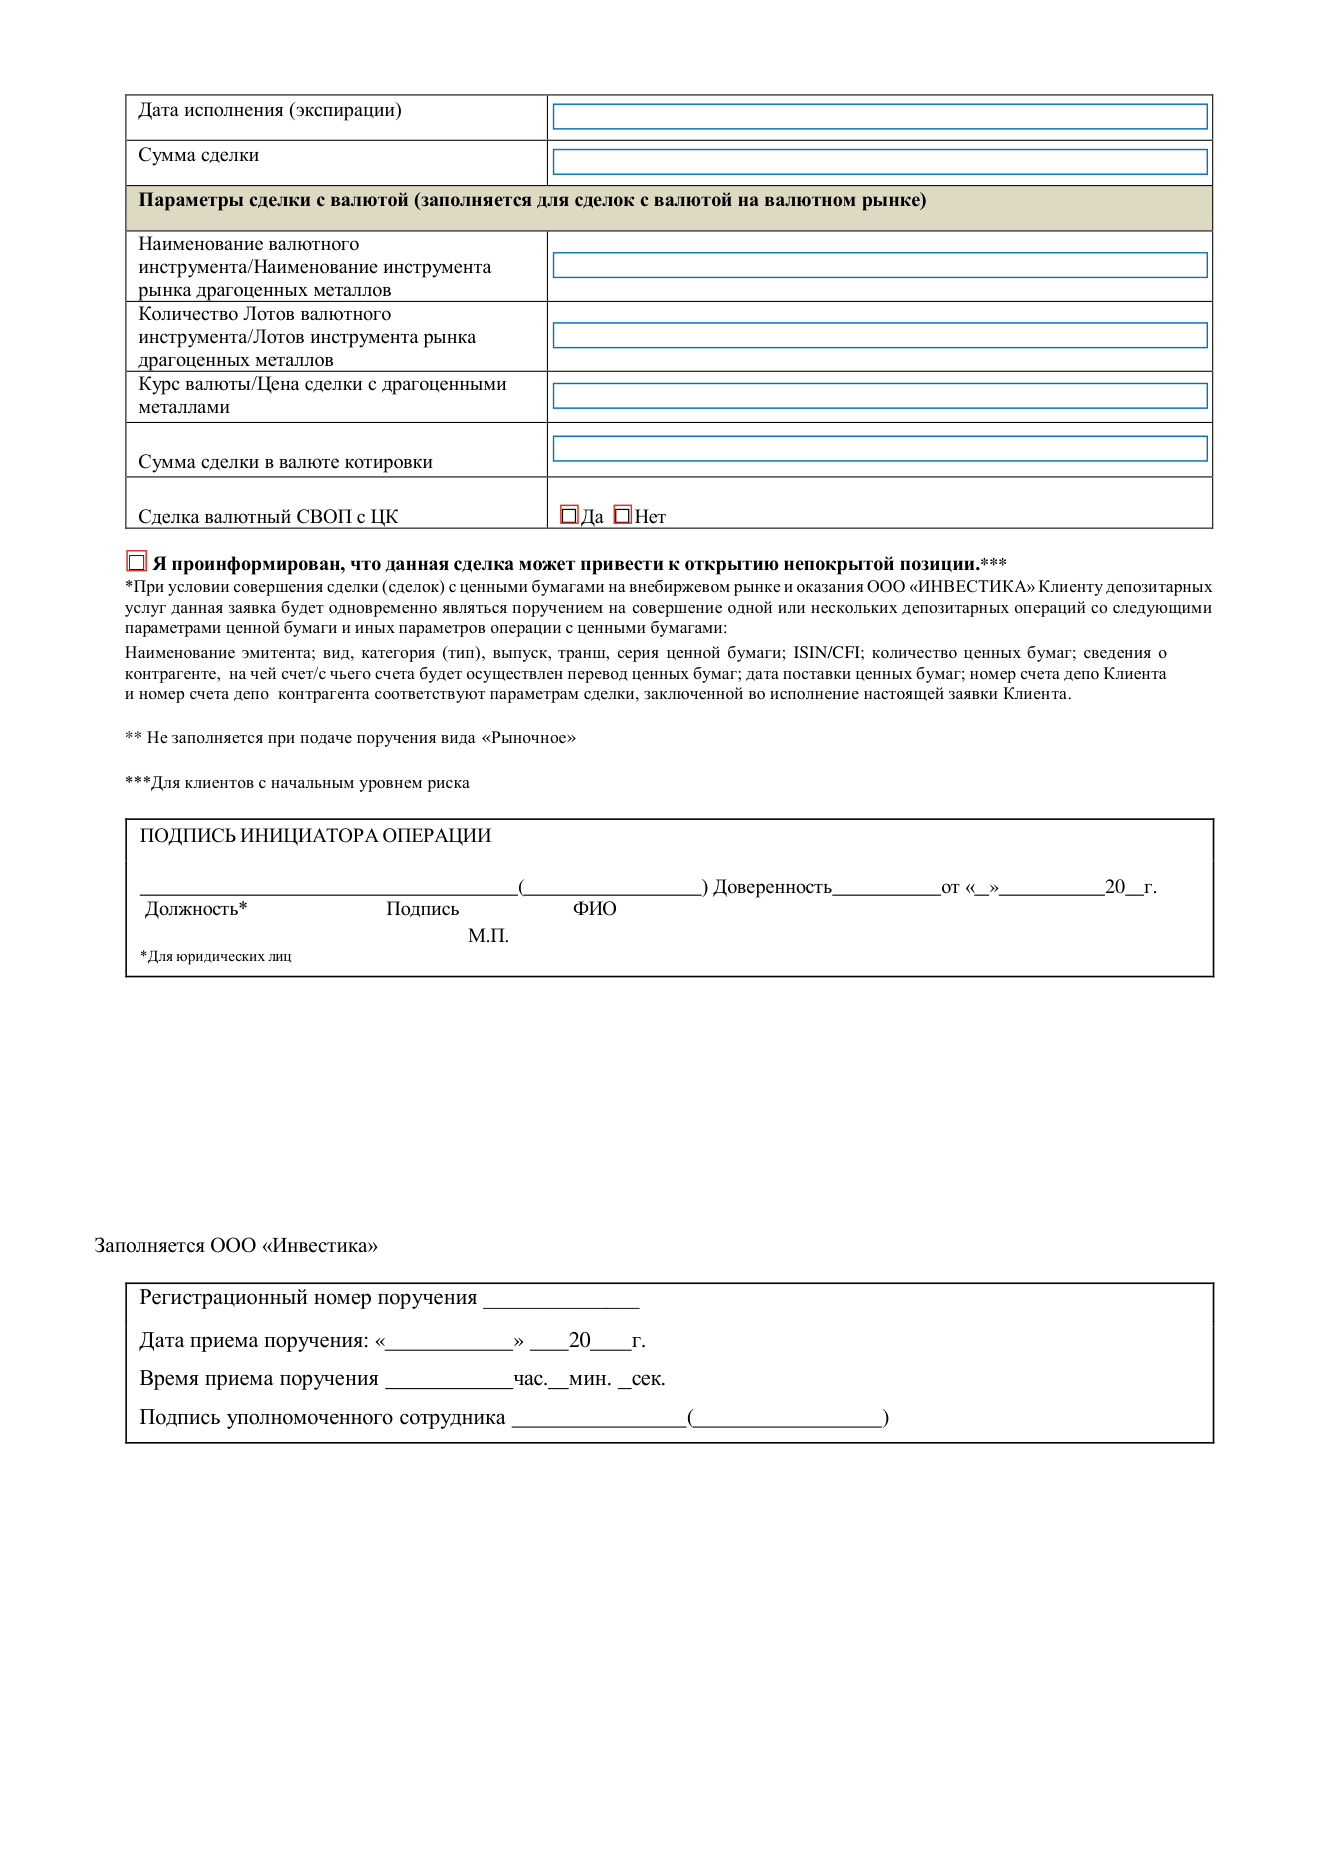 Дата исполнения (экспирации)
Сумма сделки
Параметры сделки с валютой (заполняется для сделок с валютой на валютном рынке)
Наименование валютного
инструмента/Наименование инструмента
рынка драгоценных металлов
Количество Лотов валютного
инструмента/Лотов инструмента рынка
драгоценных металлов
Курс валюты/Цена сделки с драгоценными
металлами
Сумма сделки в валюте котировки
Сделка валютный СВОП с ЦК ☐Да ☐Нет
☐ Я проинформирован, что данная сделка может привести к открытию непокрытой позиции.***
*При условии совершения сделки (сделок) с ценными бумагами на внебиржевом рынке и оказания ООО «ИНВЕСТИКА» Клиенту депозитарных
услуг данная заявка будет одновременно являться поручением на совершение одной или нескольких депозитарных операций со следующими
параметрами ценной бумаги и иных параметров операции с ценными бумагами:
Наименование эмитента; вид, категория (тип), выпуск, транш, серия ценной бумаги; ISIN/CFI; количество ценных бумаг; сведения о
контрагенте, на чей счет/с чьего счета будет осуществлен перевод ценных бумаг; дата поставки ценных бумаг; номер счета депо Клиента
и номер счета депо контрагента соответствуют параметрам сделки, заключенной во исполнение настоящей заявки Клиента.
** Не заполняется при подаче поручения вида «Рыночное»
***Для клиентов с начальным уровнем риска
ПОДПИСЬ ИНИЦИАТОРА ОПЕРАЦИИ
______________________________________(__________________) Доверенность___________от «_»___________20__г.
Должность* Подпись ФИО
М.П.
*Для юридических лиц
Заполняется ООО «Инвестика»
Регистрационный номер поручения _______________
Дата приема поручения: «____________» ____20____г.
Время приема поручения ____________час.__мин. _сек.
Подпись уполномоченного сотрудника _________________(__________________)